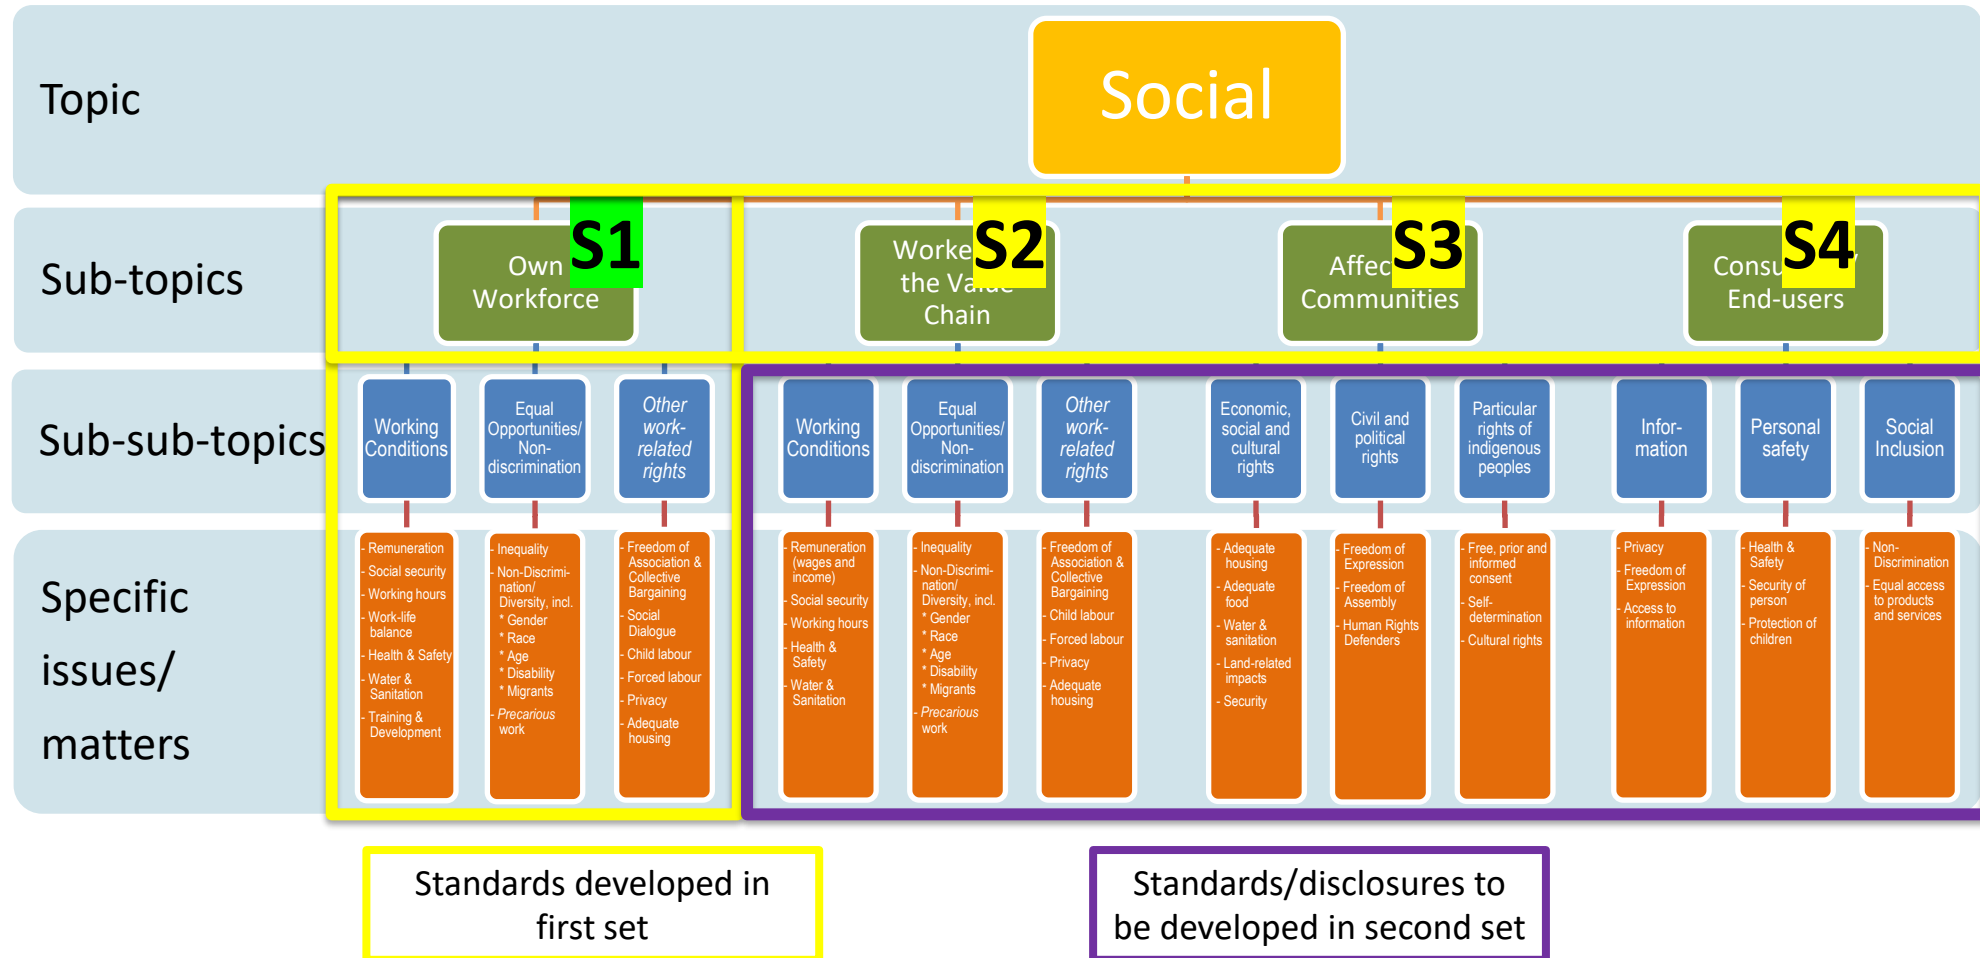 Topic
Social
Sub-topics
S1
Own
Workforce
S2
the Value
Chain
S3
Communities
S4
End-users
Sub-sub-topics
Working
Conditions
Equal
Opportunities/
Non-
discrimination
Other
work-
related
rights
Working
Conditions
Equal
Opportunities/
Non-
discrimination
Other
work-
related
rights
Economic,
social and
cultural
rights
Civil and
political
rights
Particular
rights of
indigenous
peoples
Infor-
mation
Personal
safety
Social
Inclusion
Specific
issues/
matters
- Remuneration
- Social security
- Working hours
- Work-life
balance
- Health & Safety
- Water &
Sanitation
- Training &
Development
- Inequality
- Non-Discrimi-
nation/
Diversity, incl.
* Gender
* Race
* Age
* Disability
* Migrants
- Precarious
work
- Freedom of
Association &
Collective
Bargaining
- Social
Dialogue
- Child labour
- Forced labour
- Privacy
- Adequate
housing
- Remuneration
(wages and
income)
- Social security
- Working hours
- Health &
Safety
- Water &
Sanitation
- Inequality
- Non-Discrimi-
nation/
Diversity, incl.
* Gender
* Race
* Age
* Disability
* Migrants
- Precarious
work
- Freedom of
Association &
Collective
Bargaining
- Child labour
- Forced labour
- Privacy
- Adequate
housing
- Adequate
housing
- Adequate
food
- Water &
sanitation
- Land-related
impacts
- Security
- Freedom of
Expression
- Freedom of
Assembly
- Human Rights
Defenders
- Free, prior and
informed
consent
- Self-
determination
- Cultural rights
- Privacy
- Freedom of
Expression
- Access to
information
- Health &
Safety
- Security of
person
- Protection of
children
- Non-
Discrimination
- Equal access
to products
and services
Standards developed in
first set
Standards/disclosures to
be developed in second set